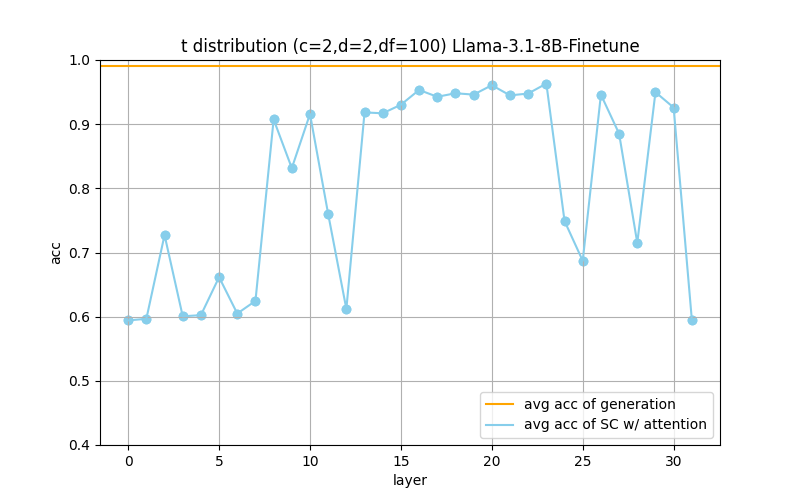 t distribution (c=2,d=2,df=100) Llama-3.1-8B-Finetune
1.0
0.9
0.8
0.7
0.6
0.5
0.4
acc
0 5 10 15 20 25 30
layer
avg acc of generation
avg acc of SC w/ attention